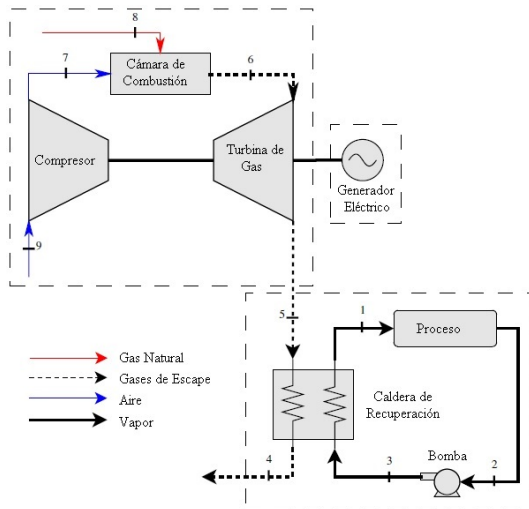 8
7
Cámara de
Combustión
6
Compresor
Turbina de
Gas
Generador
Eléctrico
9
5
1
Proceso
Gas Natural
Gases de Escape
Aire
Vapor
Caldera de
Recuperación
4
3
Bomba
2